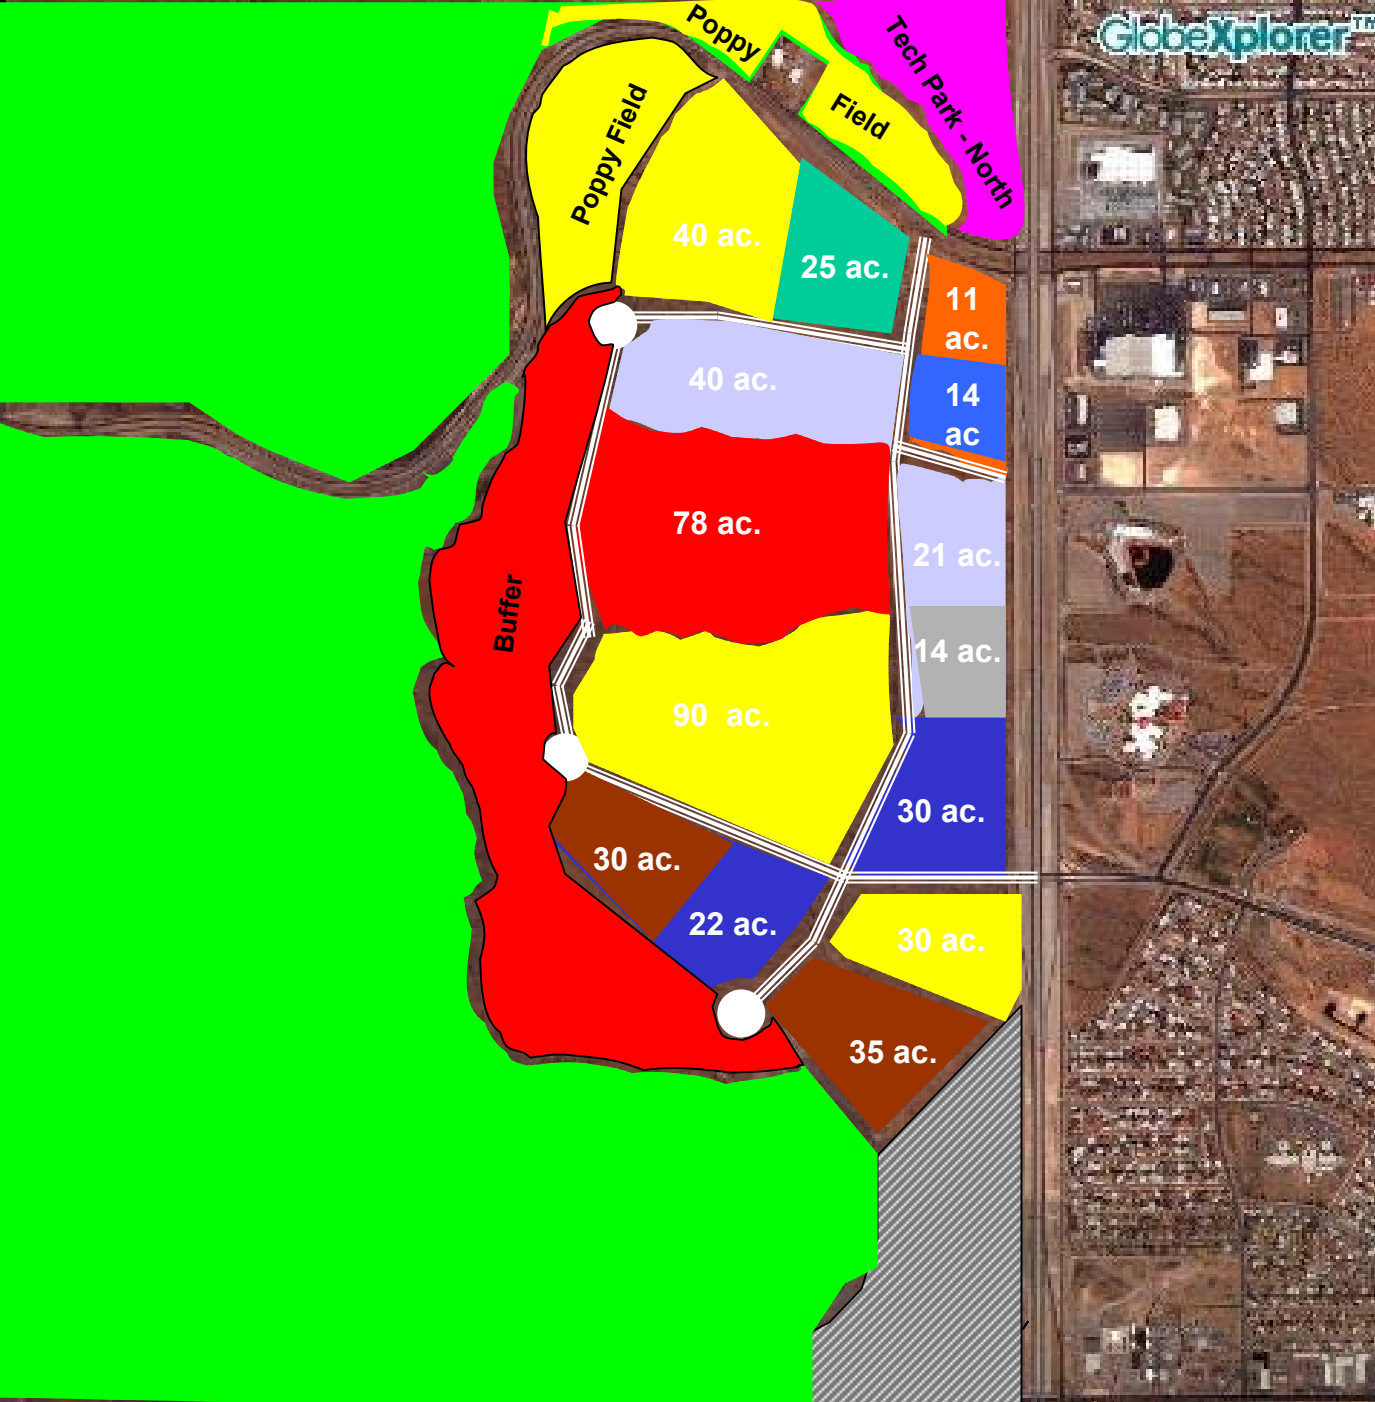 GlobeXplorer™
Poppy
Field
Tech Park - North
Poppy Field
40 ac.
25 ac.
11
ac.
40 ac.
14
ac
78 ac.
21 ac.
Buffer
14 ac.
90 ac.
30 ac.
30 ac.
22 ac.
30 ac.
35 ac.